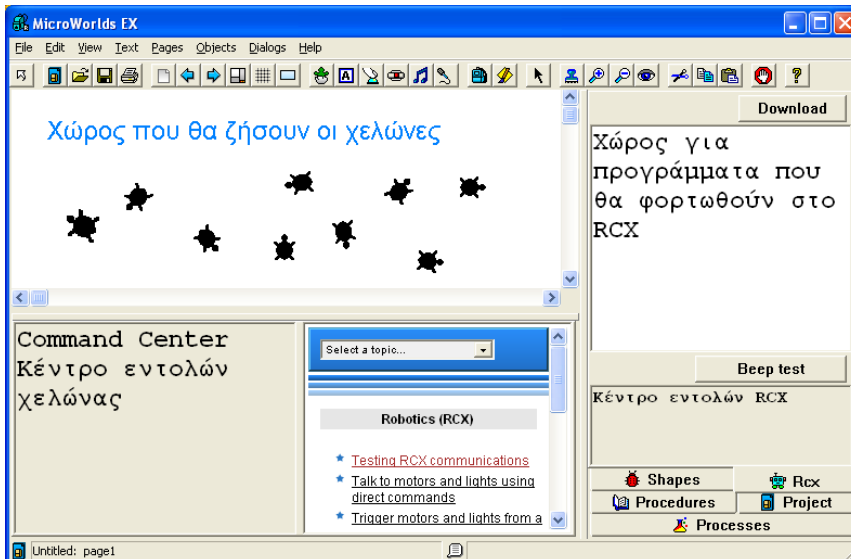 MicroWorlds EX
File Edit View Text Pages Objects Dialogs Help
Χώρος που θα ζήσουν οι χελώνες
Download
Χώρος για
προγράμματα που
θα φορτωθούν στο
RCX
Command Center
Κέντρο εντολών
χελώνας
Select a topic...
Robotics (RCX)
Testing RCX communications
Talk to motors and lights using
direct commands
Trigger motors and lights from a
Beep test
Κέντρο εντολών RCX
Shapes Rcx
Procedures Project
Processes
Untitled: page1